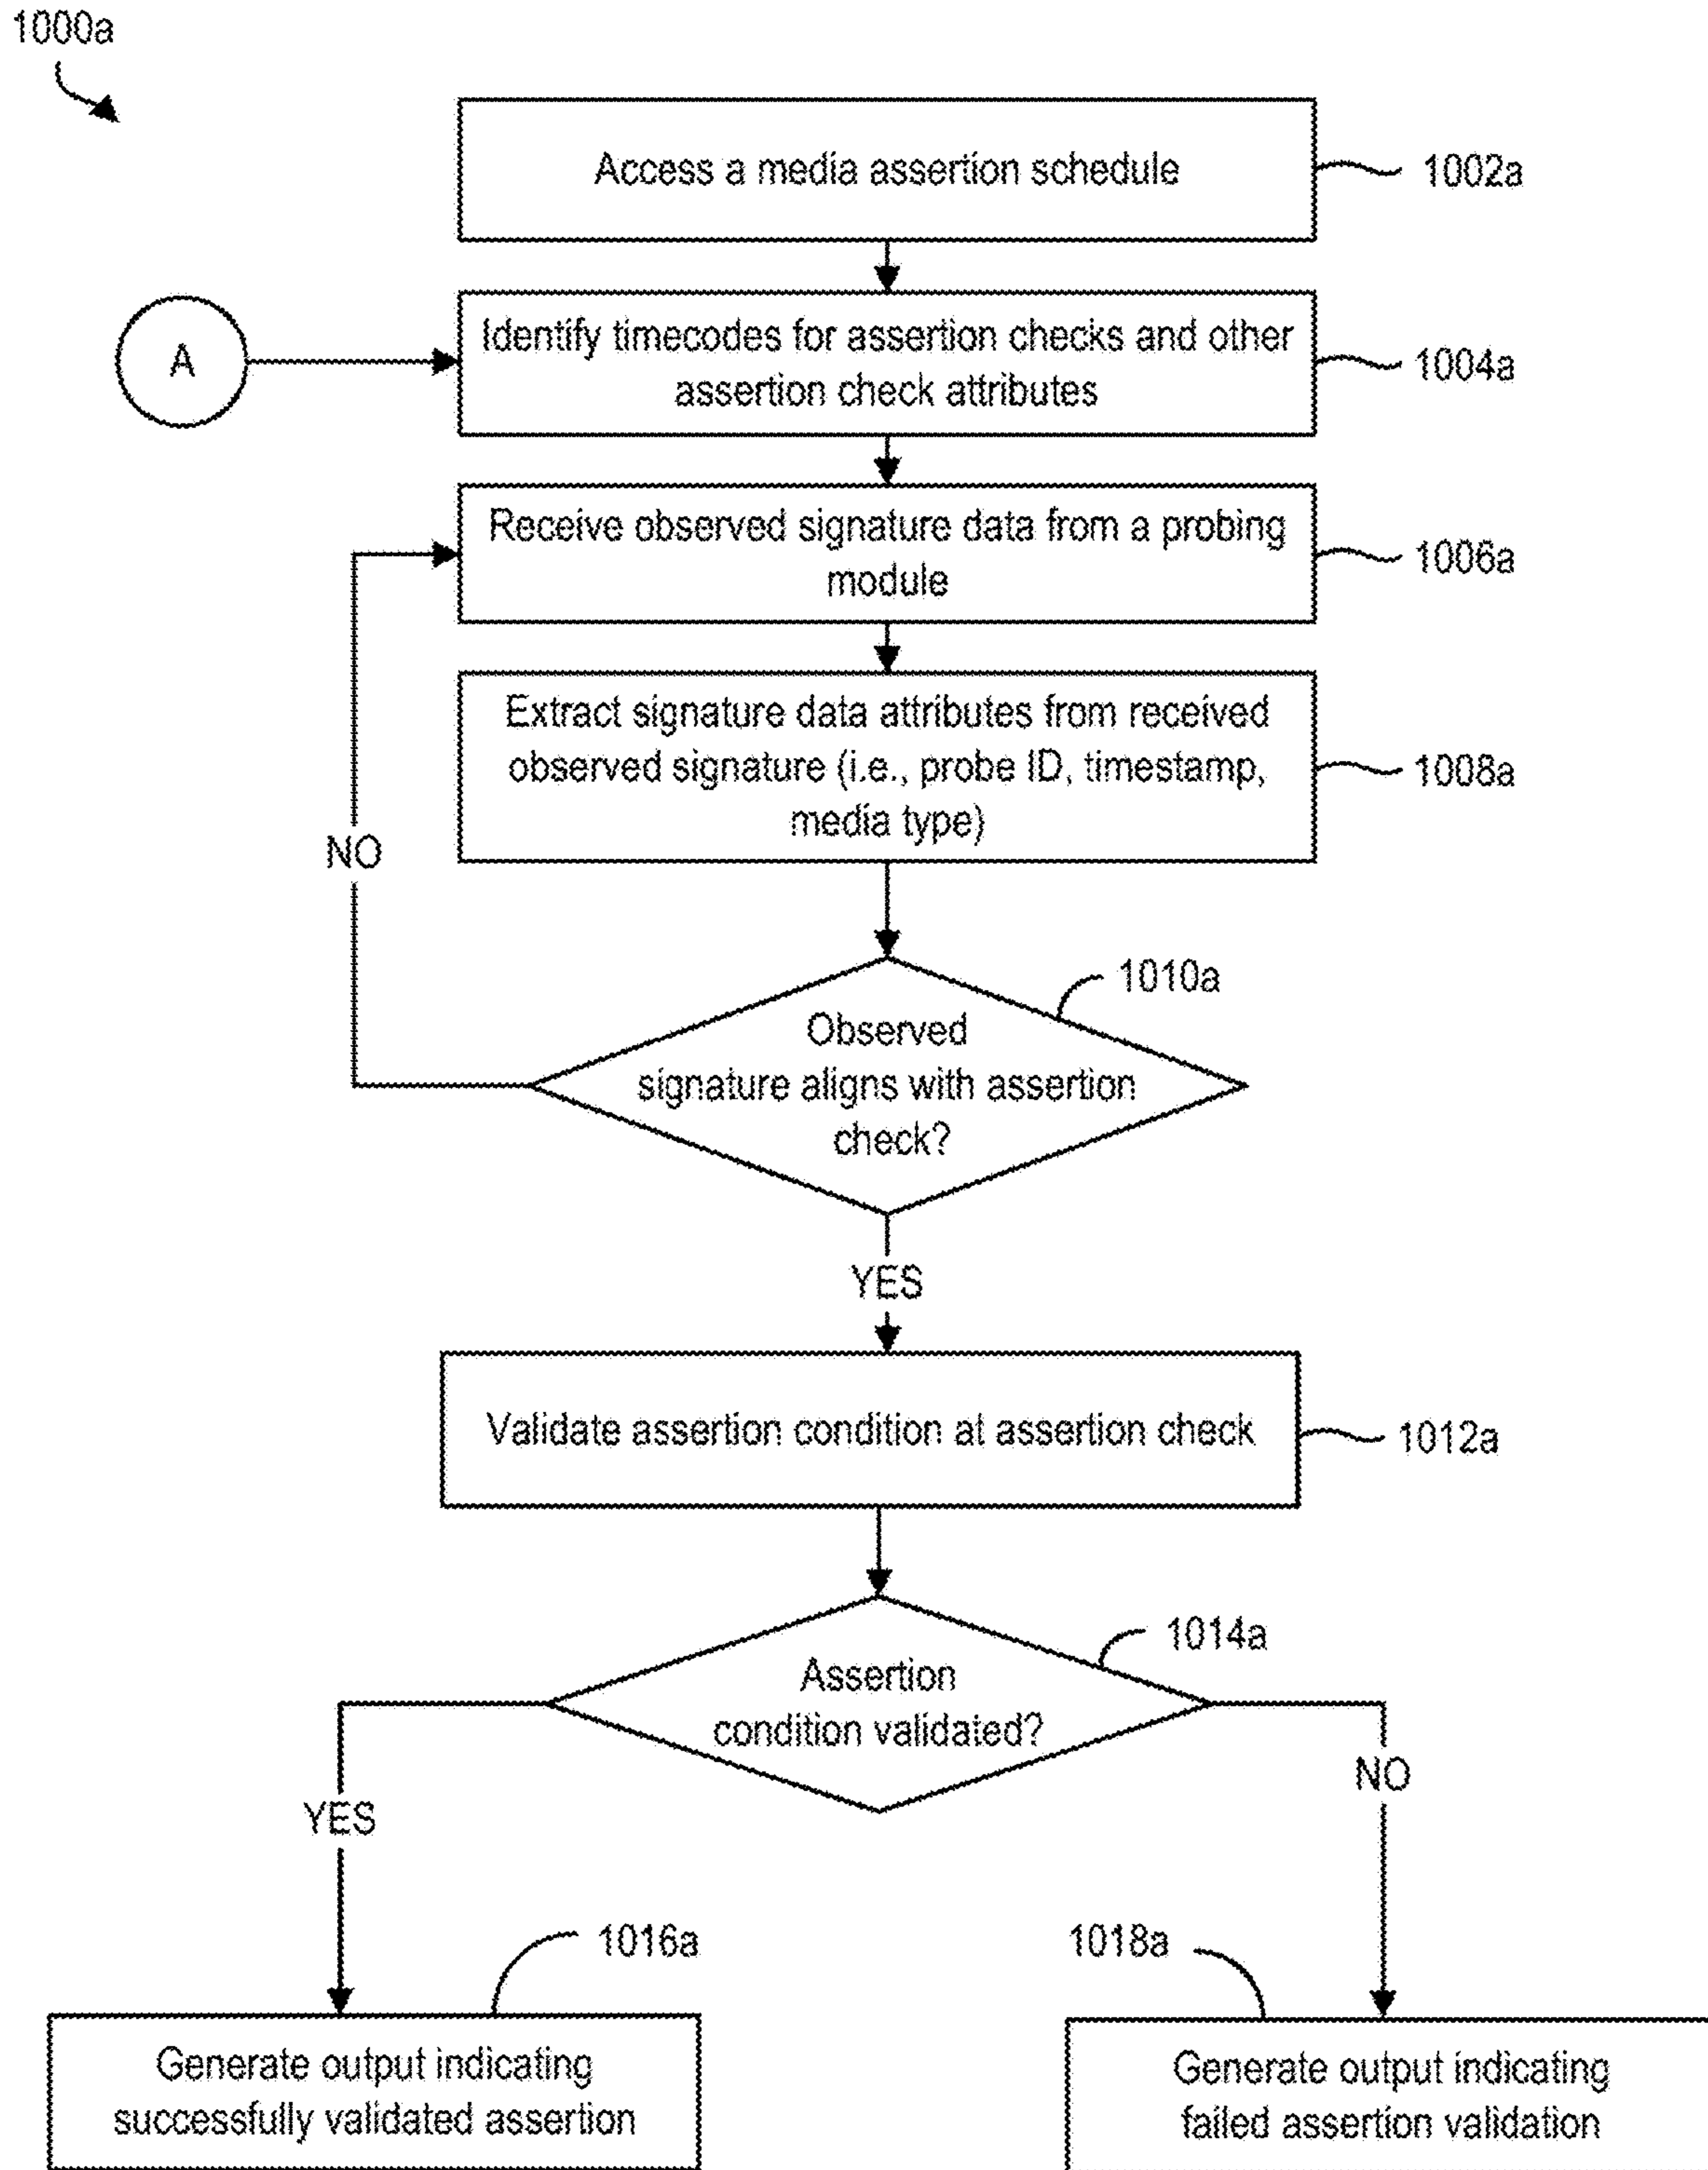 1000a
Access a media assertion schedule
1002a
A
Identify timecodes for assertion checks and other
assertion check attributes
1004a
Receive observed signature data from a probing
module
1006a
Extract signature data attributes from received
observed signature (i.e., probe ID, timestamp,
media type)
1008a
NO
1010a
Observed
signature aligns with assertion
check?
YES
Validate assertion condition at assertion check
1012a
1014a
Assertion
condition validated?
YES
NO
1016a
1018a
Generate output indicating
successfully validated assertion
Generate output indicating
failed assertion validation